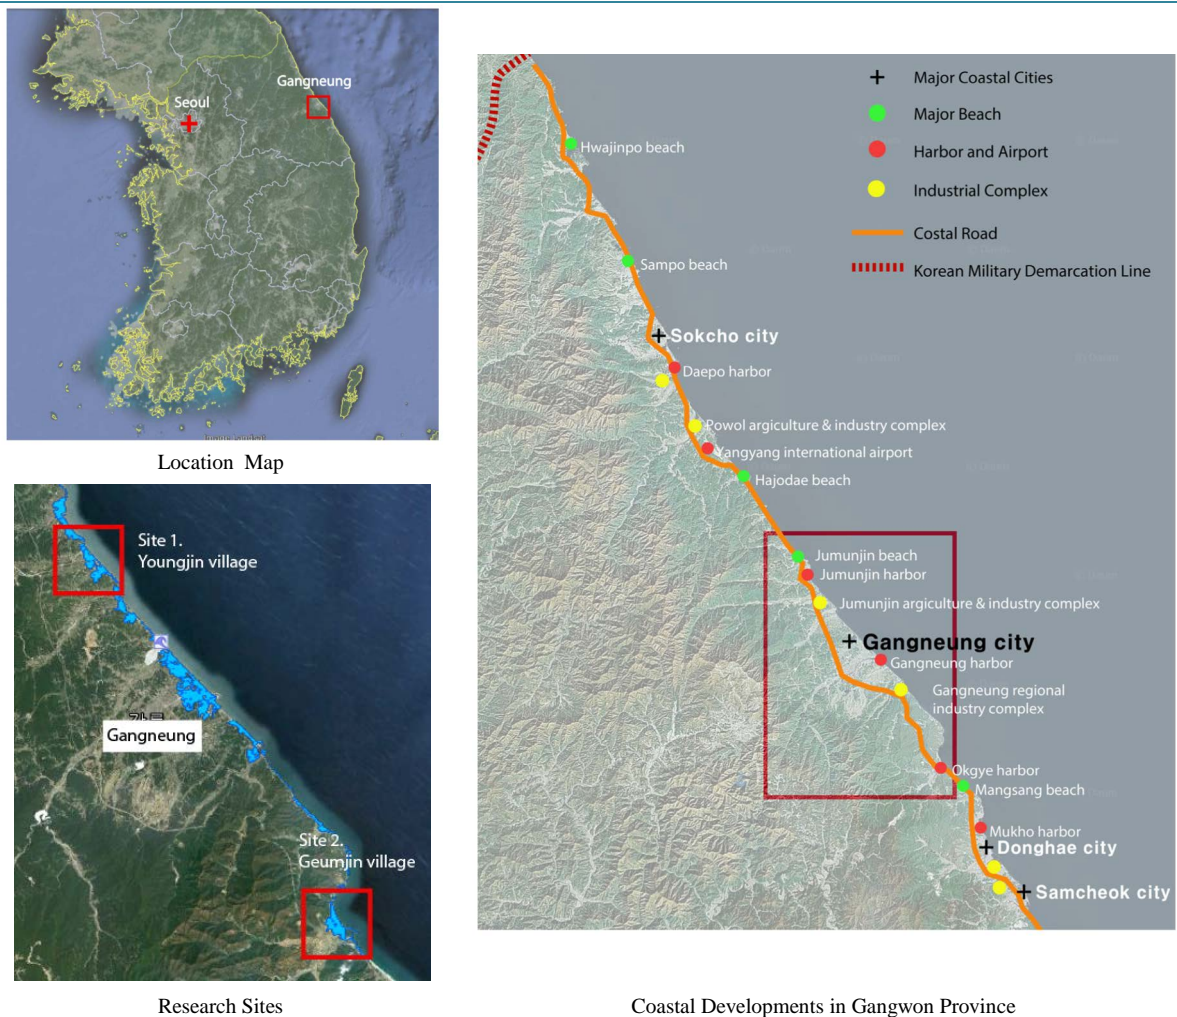 Gangneung
Seoul
Location Map
Site 1.
Youngjin village
Gangneung
Site 2.
Geumjin village
Research Sites
Major Coastal Cities
Major Beach
Harbor and Airport
Industrial Complex
Costal Road
Korean Military Demarcation Line
Hwajinpo beach
Sampo beach
Sokcho city
Daepo harbor
Powol argiculture & industry complex
Yangyang international airport
Hajodae beach
Jumunjin beach
Jumunjin harbor
Jumunjin argiculture & industry complex
Gangneung city
Gangneung harbor
Gangneung regional
industry complex
Okgye harbor
Mangsang beach
Mukho harbor
Donghae city
Samcheok city
Coastal Developments in Gangwon Province